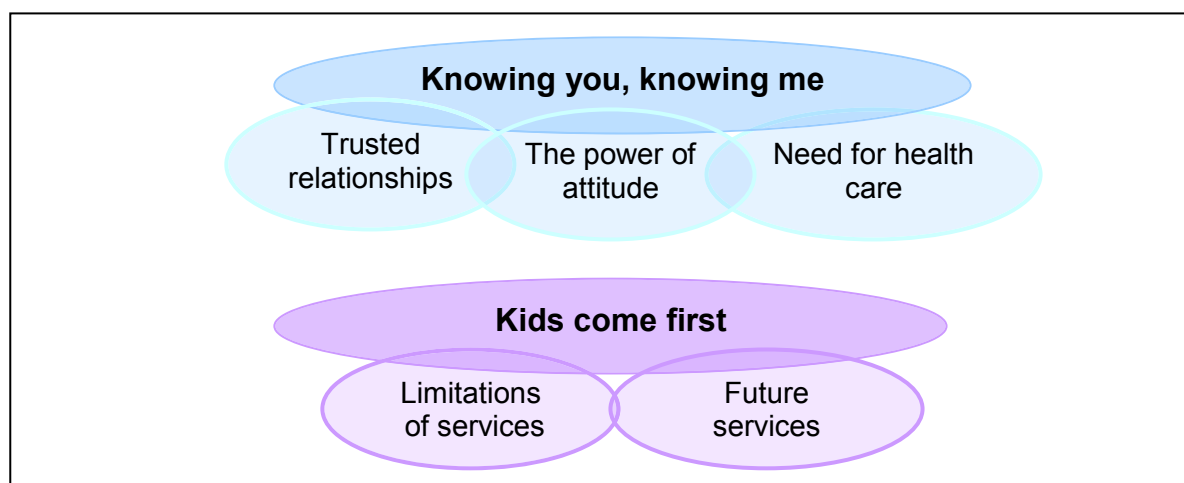 Knowing you, knowing me
Trusted
relationships
The power of
attitude
Need for health
care
Kids come first
Limitations
of services
Future
services